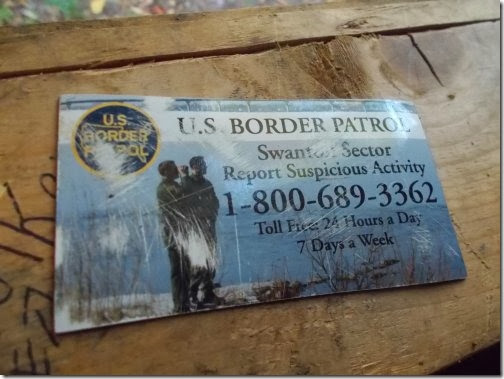 U.S.
BORDER
PATROL
U.S. BORDER PATROL
Swanton Sector
Report Suspicious Activity
1-800-689-3362
Toll Free: 24 Hours a Day
7 Days a Week